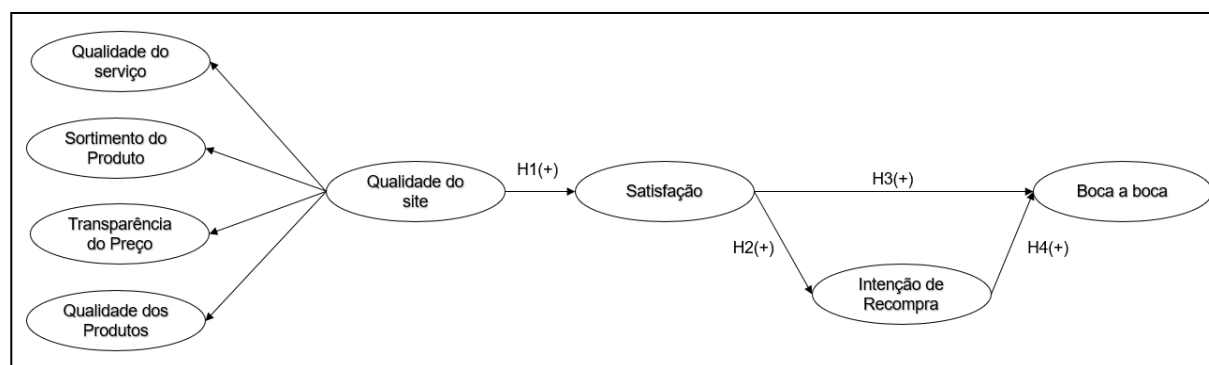 Qualidade do
serviço
Sortimento do
Produto
Transparência
do Preço
Qualidade dos
Produtos
Qualidade do
site
H1(+)
Satisfação
H3(+)
Boca a boca
H2(+)
H4(+)
Intenção de
Recompra